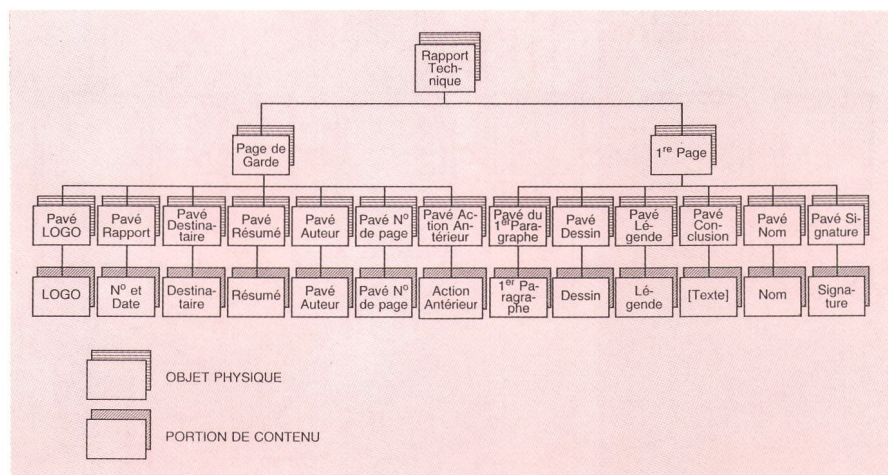 Rapport
Tech-
nique
Page de
Garde
1re Page
Pavé
LOGO
Pavé
Rapport
Pavé
Destina-
taire
Pavé
Résumé
Pavé
Auteur
Pavé No
de page
Pavé Ac-
tion An-
térieur
Pavé du
1erPara-
graphe
Pavé
Dessin
Pavé
Lé-
gende
Pavé
Con-
clusion
Pavé
Nom
Pavé Si-
gnature
LOGO
No et
Date
Destina-
taire
Résumé
Pavé
Auteur
Pavé No
de page
Action
Antérieur
1er Pa-
ragra-
phe
Dessin
Lé-
gende
[Texte]
Nom
Signa-
ture
OBJET PHYSIQUE
PORTION DE CONTENU